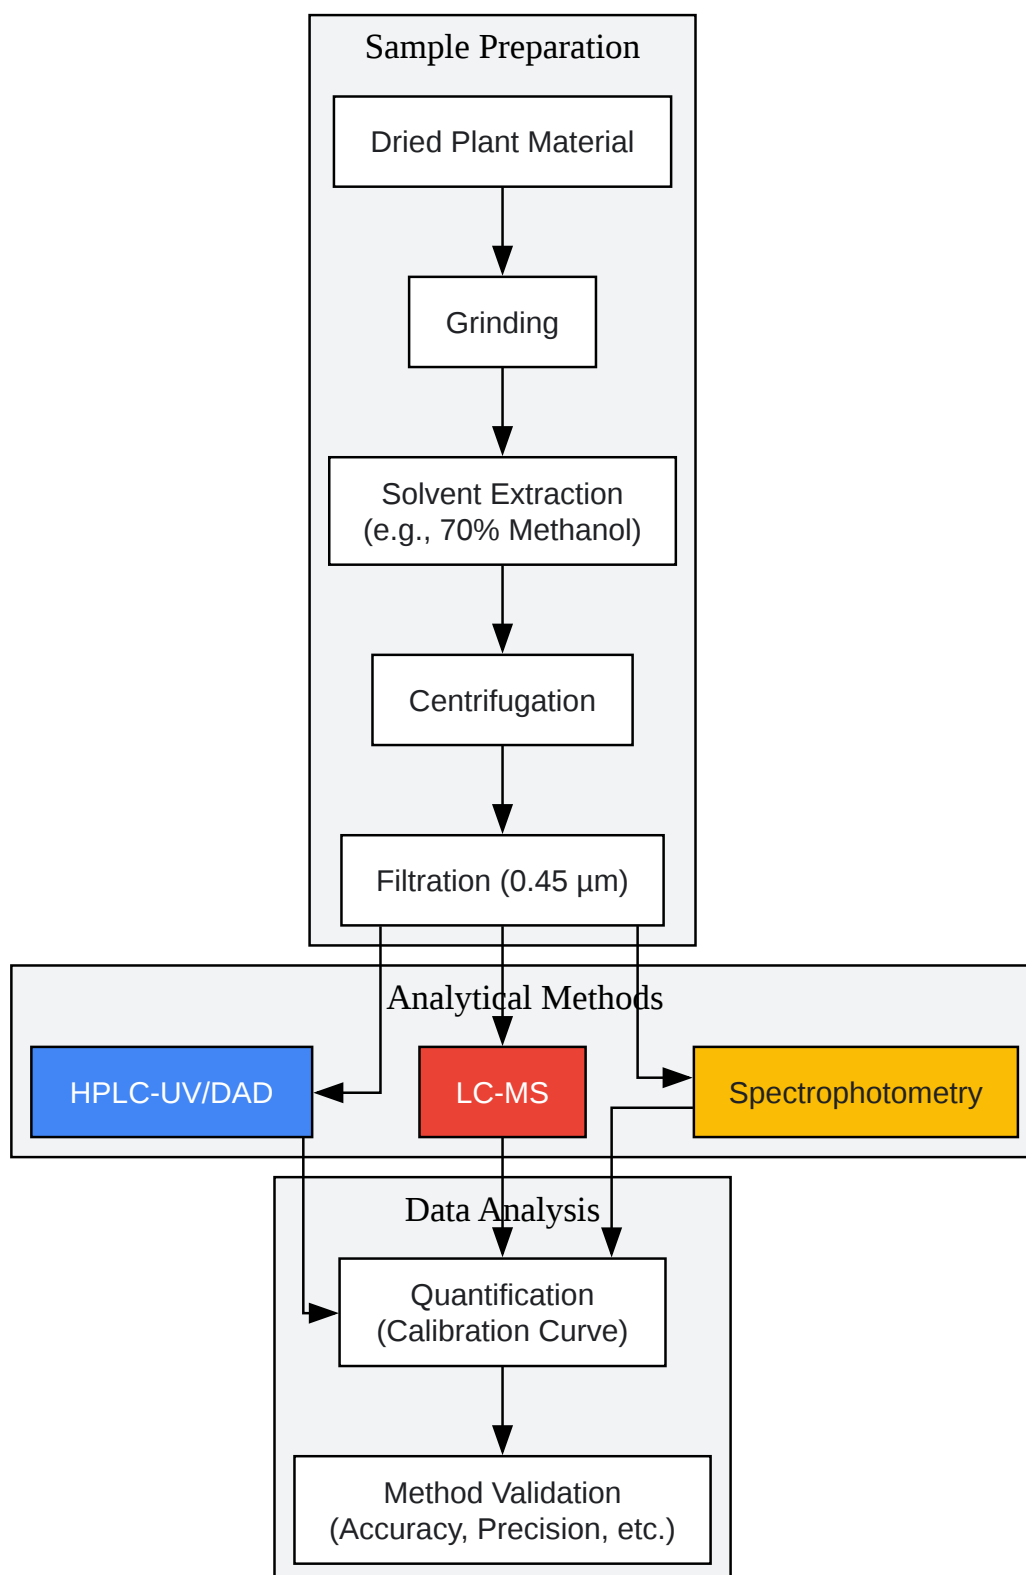 Sample Preparation
Dried Plant Material
Grinding
Solvent Extraction
(e.g., 70% Methanol)
Centrifugation
Filtration (0.45 µm)
Analytical Methods
HPLC-UV/DAD
LC-MS
Spectrophotometry
Data Analysis
Quantification
(Calibration Curve)
Method Validation
(Accuracy, Precision, etc.)